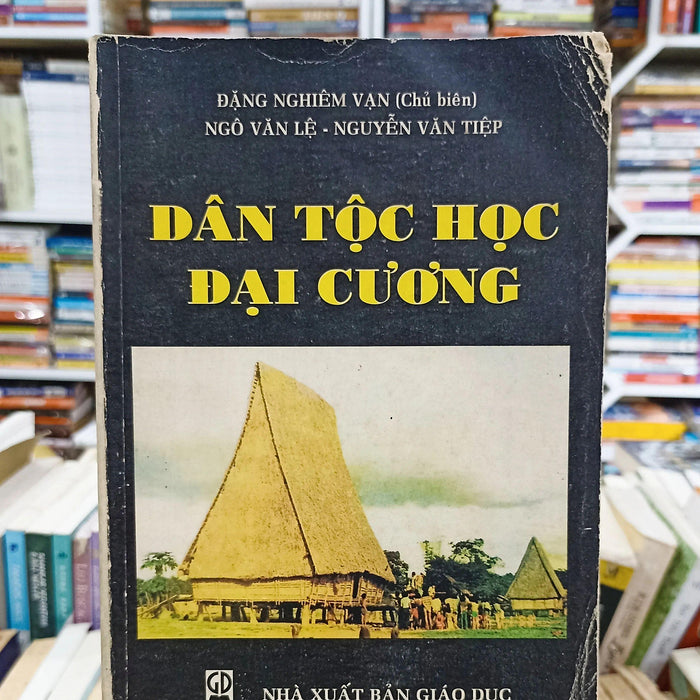 ĐẶNG NGHIÊM VẠN (Chủ biên)
NGÔ VĂN LỆ - NGUYỄN VĂN TIỆP
DÂN TỘC HỌC
ĐẠI CƯƠNG
GD
NHÀ XUẤT BẢN GIÁO DỤC